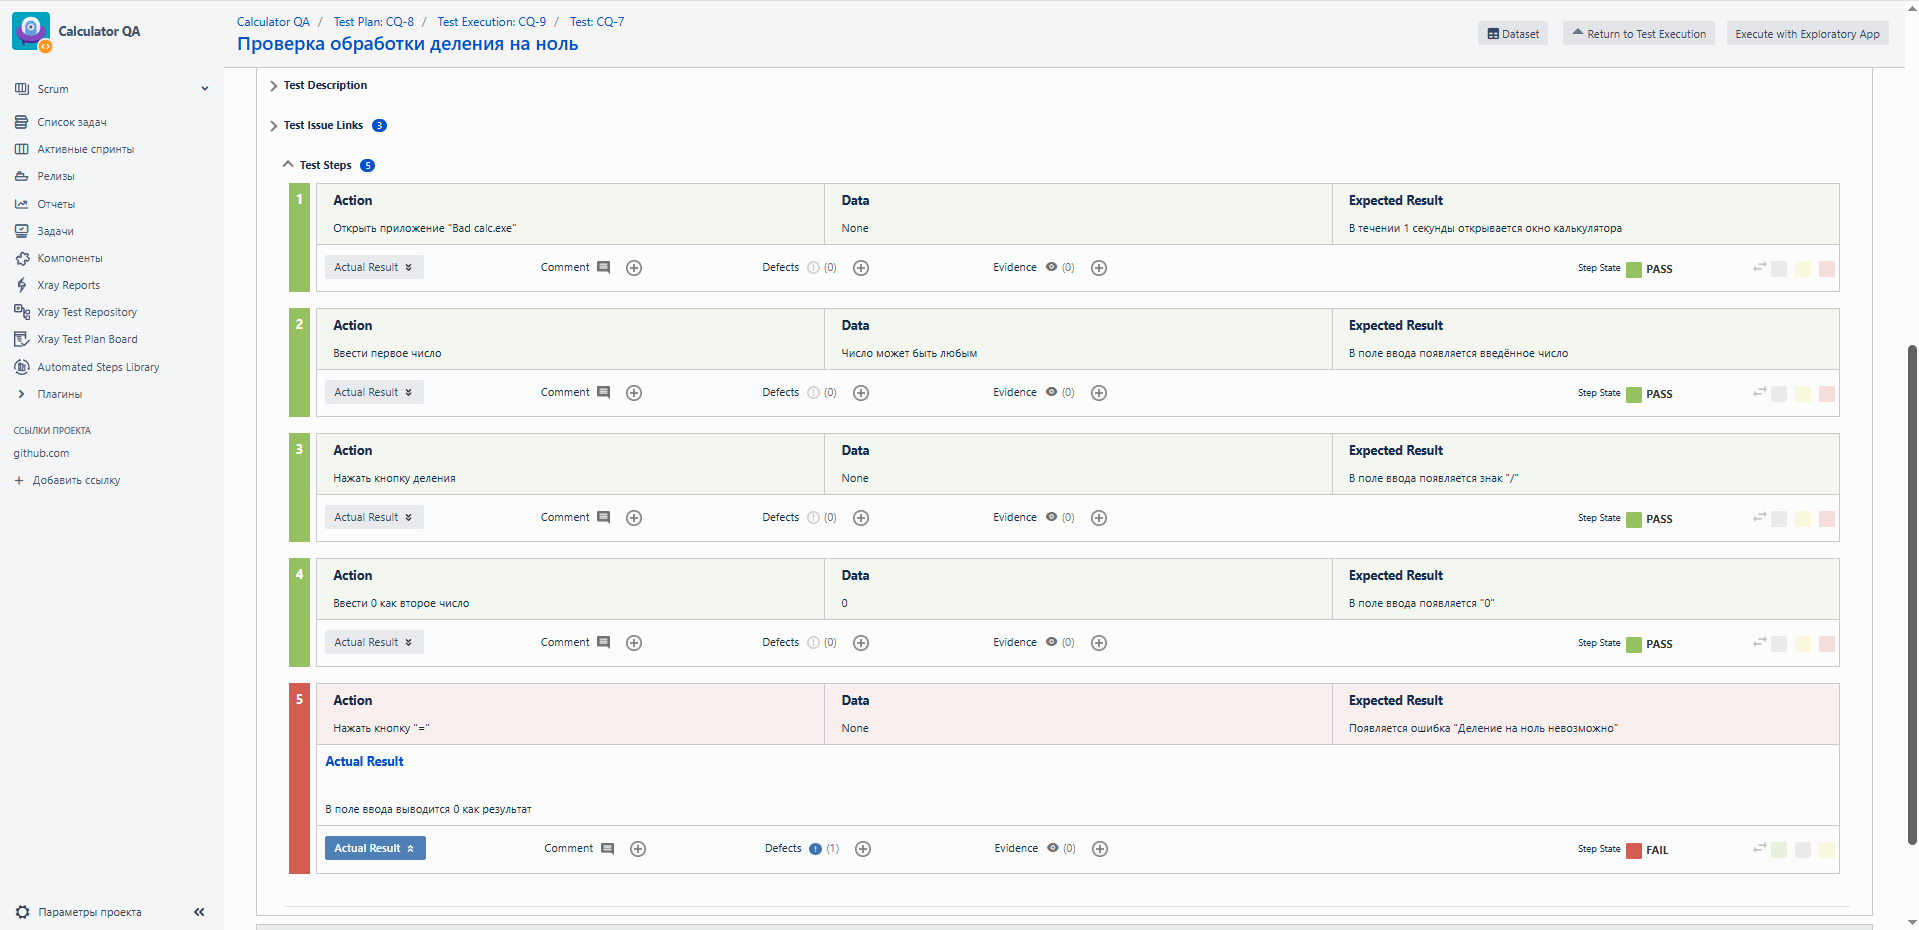 Calculator QA
Scrum
Список задач
Активные спринты
Релизы
Отчеты
Задачи
Компоненты
Xray Reports
Xray Test Repository
Xray Test Plan Board
Automated Steps Library
Плагины
ССЫЛКИ ПРОЕКТА
github.com
+ Добавить ссылку
Параметры проекта
Calculator QA / Test Plan: CQ-8 / Test Execution: CQ-9 / Test: CQ-7
Проверка обработки деления на ноль
Dataset Return to Test Execution Execute with Exploratory App
Test Description
Test Issue Links 3
Test Steps 5
1 Action Data Expected Result
Открыть приложение "Bad calc.exe" None В течении 1 секунды открывается окно калькулятора
Actual Result Comment Defects (0) Evidence (0) Step State PASS
2 Action Data Expected Result
Ввести первое число Число может быть любым В поле ввода появляется введённое число
Actual Result Comment Defects (0) Evidence (0) Step State PASS
3 Action Data Expected Result
Нажать кнопку деления None В поле ввода появляется знак "/"
Actual Result Comment Defects (0) Evidence (0) Step State PASS
4 Action Data Expected Result
Ввести 0 как второе число 0 В поле ввода появляется "0"
Actual Result Comment Defects (0) Evidence (0) Step State PASS
5 Action Data Expected Result
Нажать кнопку "=" None Появляется ошибка "Деление на ноль невозможно"
Actual Result
В поле ввода выводится 0 как результат
Actual Result Comment Defects (1) Evidence (0) Step State FAIL